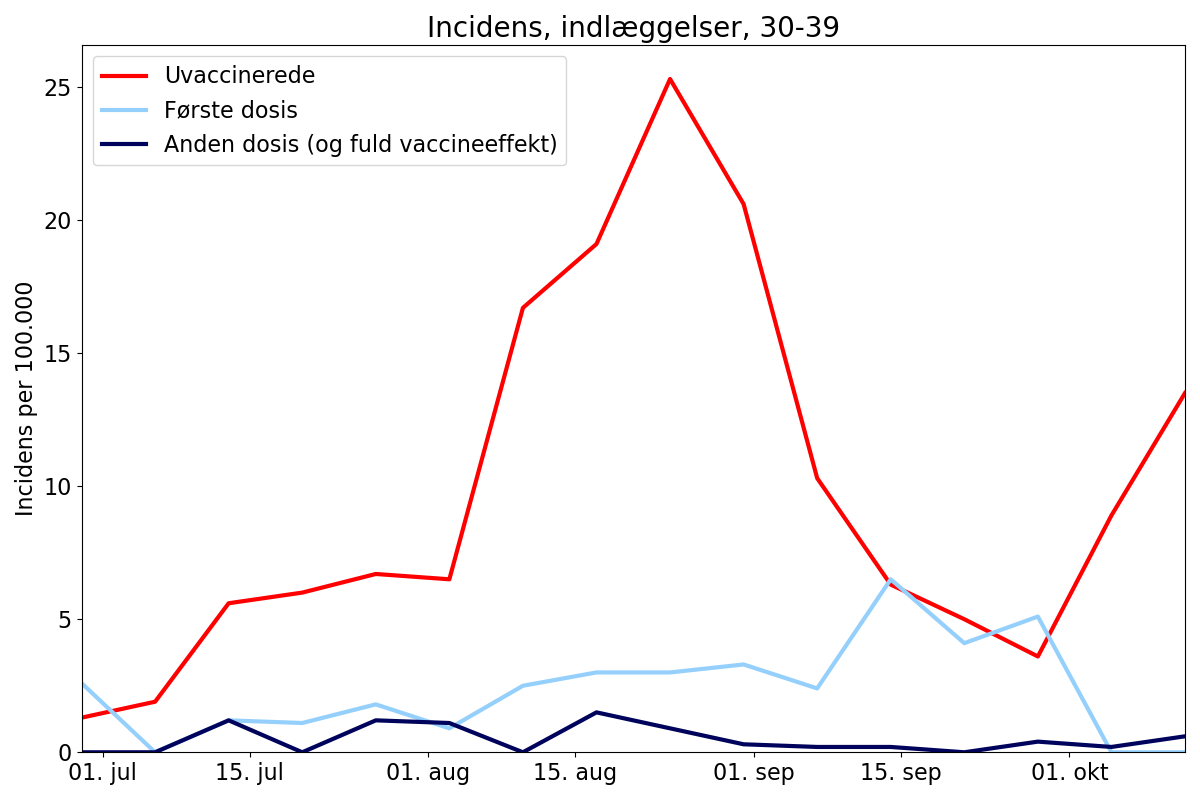 Incidens, indlæggelser, 30-39
Uvaccinerede
Første dosis
Anden dosis (og fuld vaccineeffekt)
Incidens per 100.000
25
20
15
10
5
0
01. jul 15. jul 01. aug 15. aug 01. sep 15. sep 01. okt